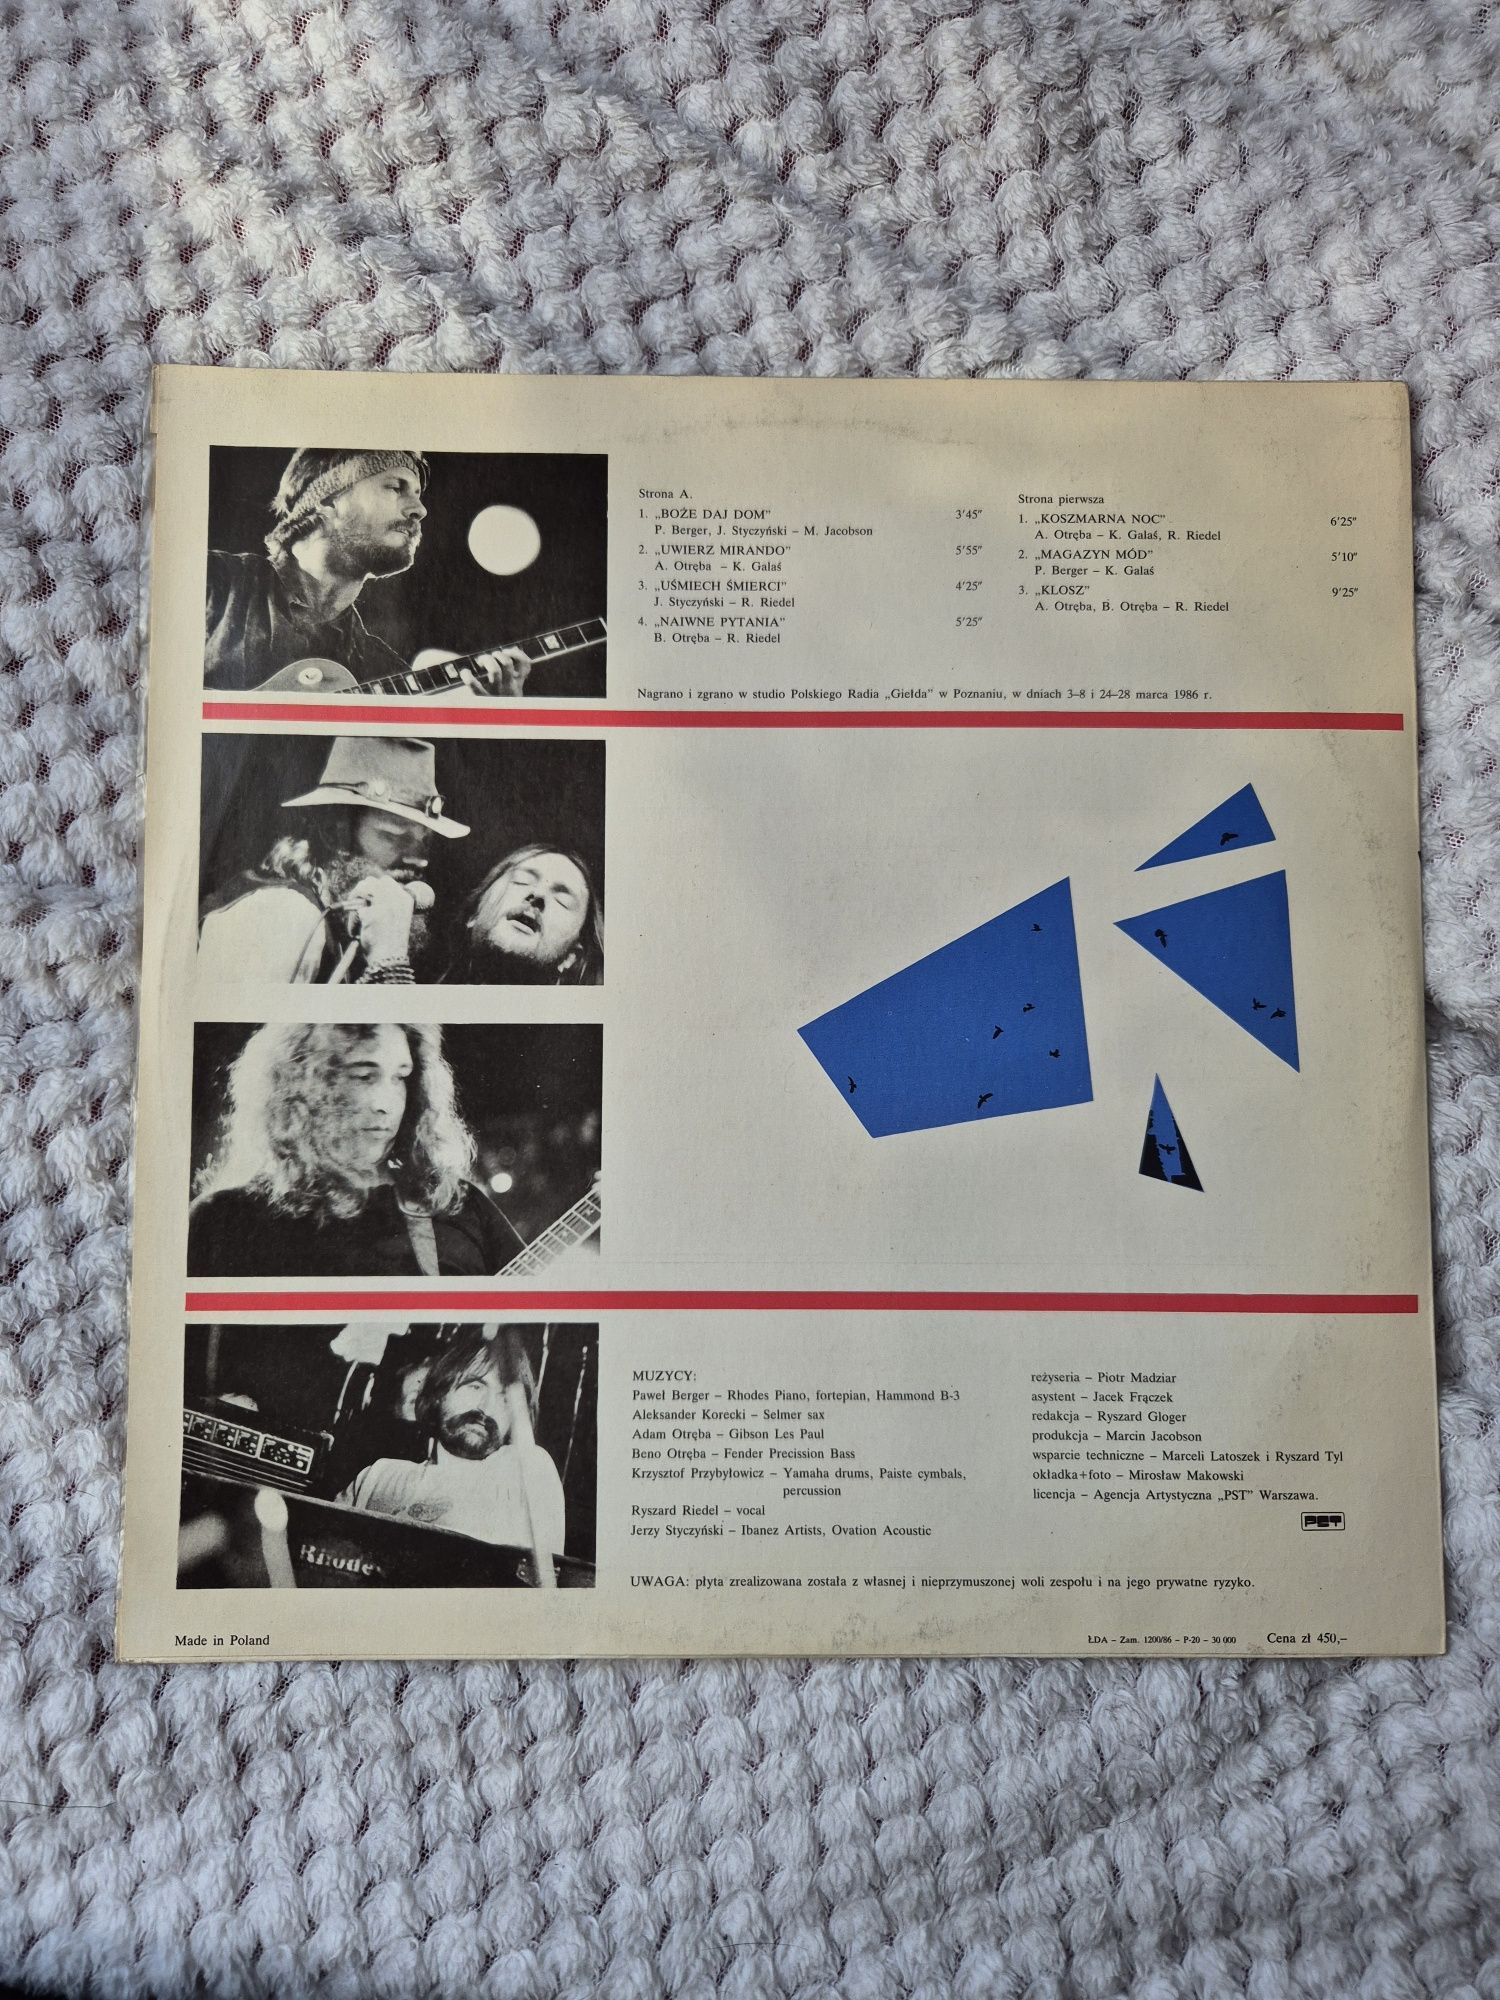 Strona A.
1. „BOŻE DAJ DOM” 3'45”
P. Berger, J. Styczyński – M. Jacobson
2. „UWIERZ MIRANDO” 5'55”
A. Otręba – K. Galaś
3. „UŚMIECH ŚMIERCI” 4'25”
J. Styczyński – R. Riedel
4. „NAIWNE PYTANIA” 5'25”
B. Otręba – R. Riedel
Strona pierwsza
1. „KOSZMARNA NOC” 6'25”
A. Otręba – K. Galaś, R. Riedel
2. „MAGAZYN MÓD” 5'10”
P. Berger – K. Galaś
3. „KLOSZ” 9'25”
A. Otręba, B. Otręba – R. Riedel
Nagrano i zgrano w studio Polskiego Radia „Giełda” w Poznaniu, w dniach 3–8 i 24–28 marca 1986 r.
Rhodes
MUZYCY:
Paweł Berger – Rhodes Piano, fortepian, Hammond B-3
Aleksander Korecki – Selmer sax
Adam Otręba – Gibson Les Paul
Beno Otręba – Fender Precission Bass
Krzysztof Przybyłowicz – Yamaha drums, Paiste cymbals,
percussion
Ryszard Riedel – vocal
Jerzy Styczyński – Ibanez Artists, Ovation Acoustic
reżyseria – Piotr Madziar
asystent – Jacek Frączek
redakcja – Ryszard Gloger
produkcja – Marcin Jacobson
wsparcie techniczne – Marceli Latoszek i Ryszard Tyl
okładka+foto – Mirosław Makowski
licencja – Agencja Artystyczna „PST” Warszawa.
PST
UWAGA: płyta zrealizowana została z własnej i nieprzymuszonej woli zespołu i na jego prywatne ryzyko.
Made in Poland
ŁDA – Zam. 1200/86 – P-20 – 30 000 Cena zł 450,–